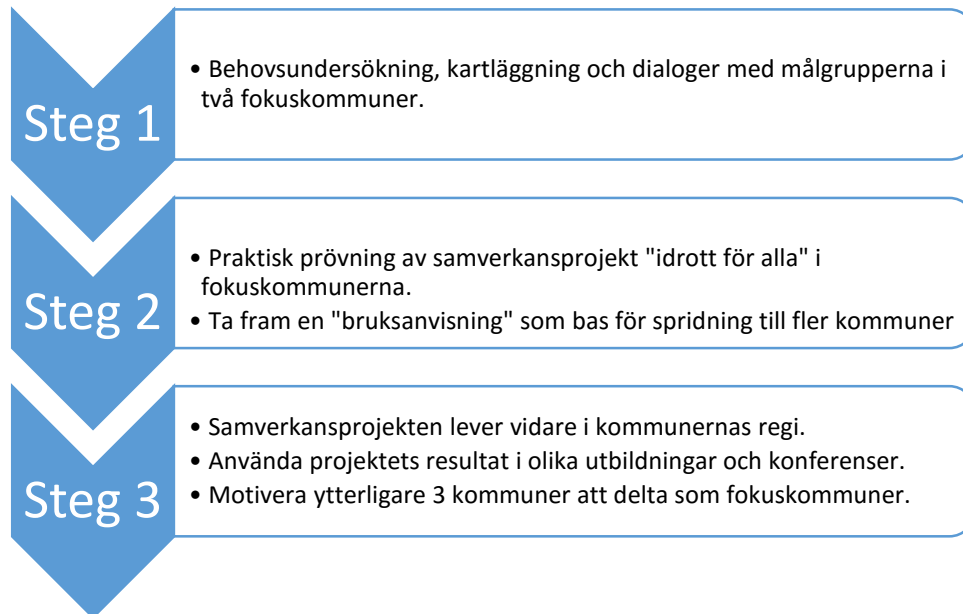 Steg 1
• Behovsundersökning, kartläggning och dialoger med målgrupperna i
två fokuskommuner.
Steg 2
• Praktisk prövning av samverkansprojekt "idrott för alla" i
fokuskommunerna.
• Ta fram en "bruksanvisning" som bas för spridning till fler kommuner
Steg 3
• Samverkansprojekten lever vidare i kommunernas regi.
• Använda projektets resultat i olika utbildningar och konferenser.
• Motivera ytterligare 3 kommuner att delta som fokuskommuner.